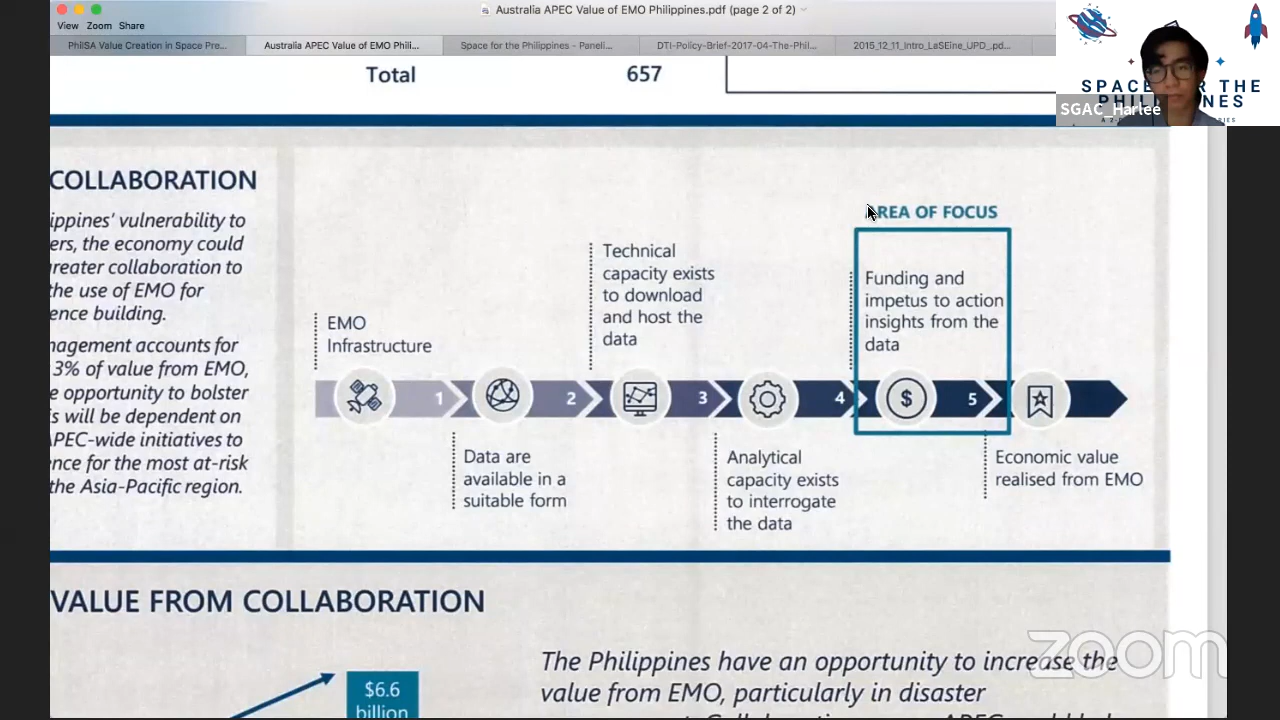 Australia APEC Value of EMO Philippines.pdf (page 2 of 2)
View Zoom Share
PhilSA Value Creation in Space Pre...
Australia APEC Value of EMO Phili...
Space for the Philippines - Paneli...
DTI-Policy-Brief-2017-04-The-Phil...
2015_12_11_Intro_LaSEine_UPD_.pd...
SGAC_Harlee
Total 657
COLLABORATION
ippines' vulnerability to
ers, the economy could
greater collaboration to
the use of EMO for
ence building.
nagement accounts for
3% of value from EMO,
e opportunity to bolster
s will be dependent on
APEC-wide initiatives to
ence for the most at-risk
the Asia-Pacific region.
AREA OF FOCUS
EMO
Infrastructure
Technical
capacity exists
to download
and host the
data
Funding and
impetus to action
insights from the
data
1 2 3 4 $ 5
Data are
available in a
suitable form
Analytical
capacity exists
to interrogate
the data
Economic value
realised from EMO
VALUE FROM COLLABORATION
$6.6
billion
The Philippines have an opportunity to increase the
value from EMO, particularly in disaster
zoom